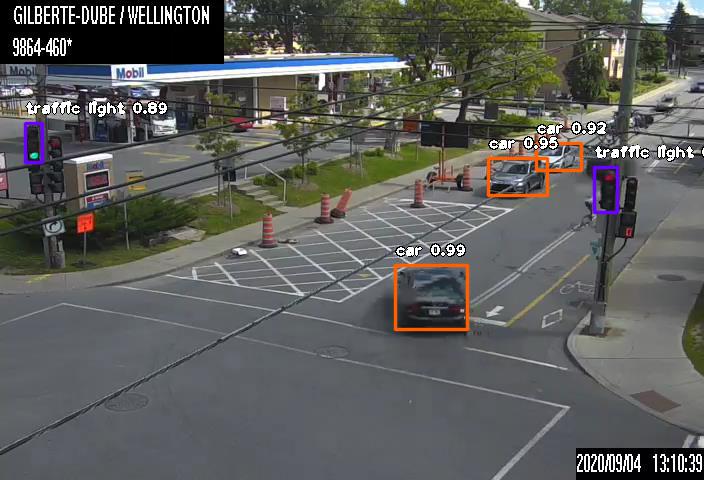 GILBERTE-DUBE / WELLINGTON
9864-460*
Mobil
Mobil
traffic light 0.89
car 0.92
car 0.95
traffic light
car 0.99
2020/09/04 13:10:39